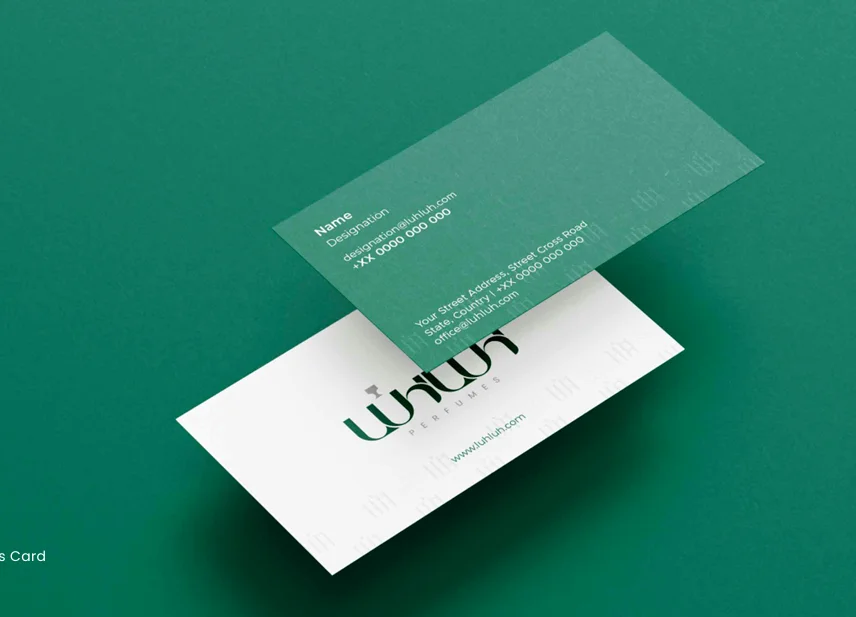 Name
Designation
designation@luhluh.com
+XX 0000 000 000
Your Street Address, Street Cross Road
State, Country | +XX 0000 000 000
office@luhluh.com
PERFUMES
www.luhluh.com
s Card